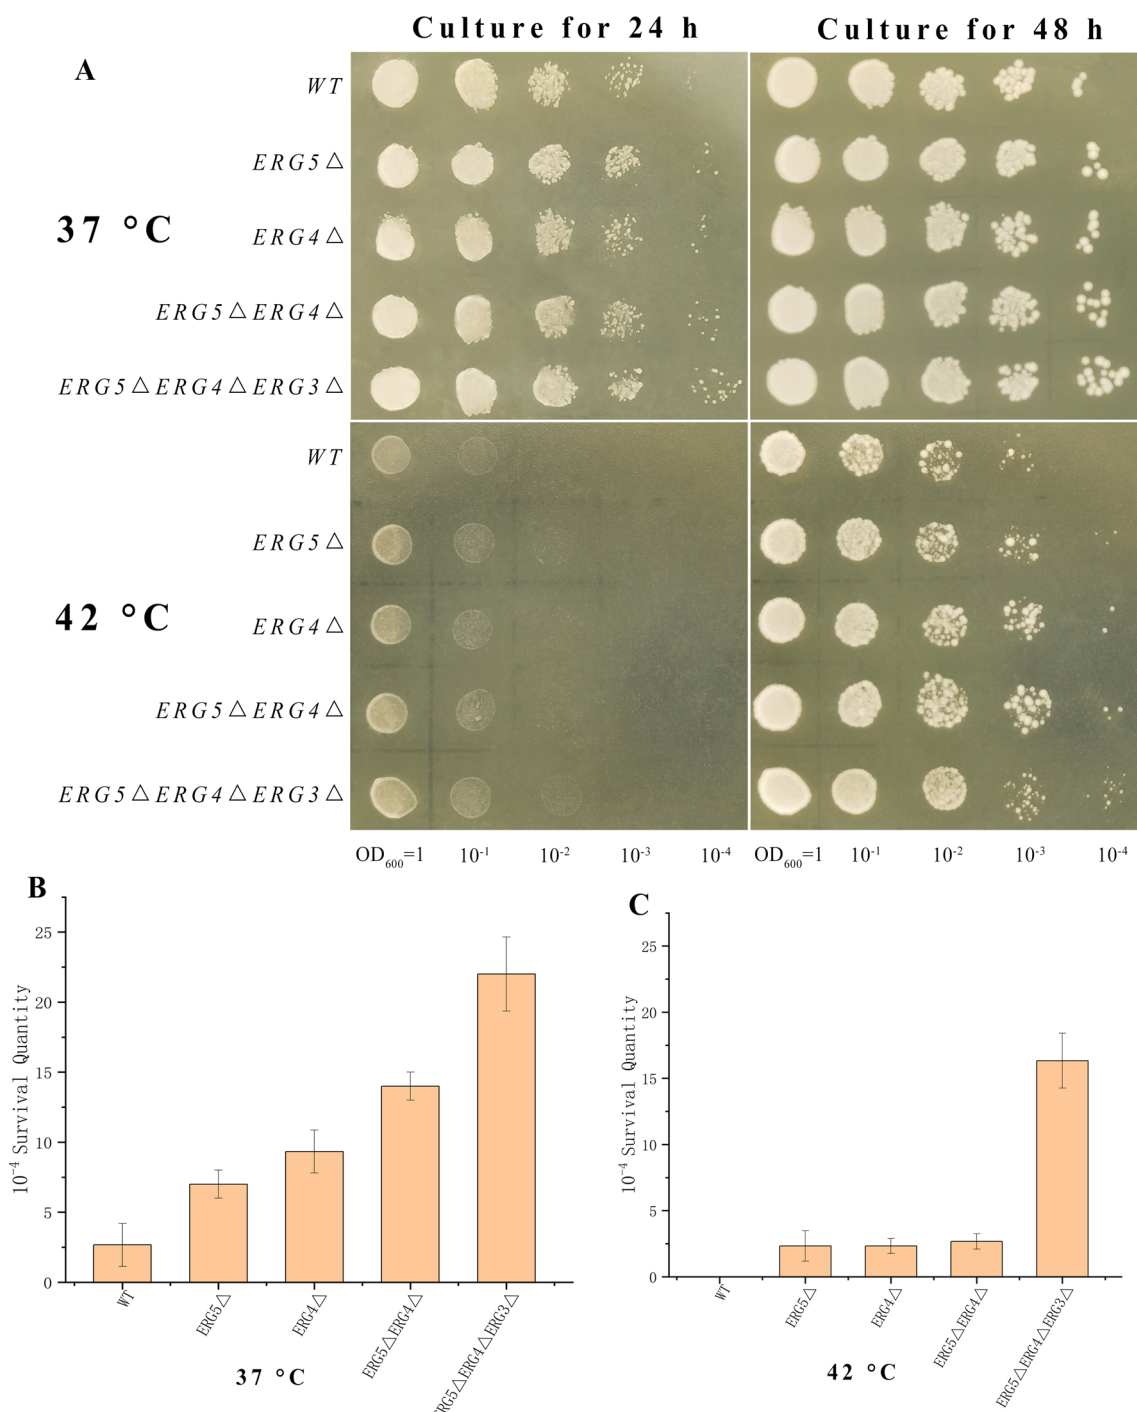 Culture for 24 h
Culture for 48 h
A
WT
ERG5△
37 °C
ERG4△
ERG5△ERG4△
ERG5△ERG4△ERG3△
WT
ERG5△
42 °C
ERG4△
ERG5△ERG4△
ERG5△ERG4△ERG3△
OD600=1 10-1 10-2 10-3 10-4
OD600=1 10-1 10-2 10-3 10-4
B
10-4 Survival Quantity
25
20
15
10
5
0
WT
ERG5△
ERG4△
ERG5△ERG4△
ERG5△ERG4△ERG3△
37 °C
C
10-4 Survival Quantity
25
20
15
10
5
0
WT
ERG5△
ERG4△
ERG5△ERG4△
ERG5△ERG4△ERG3△
42 °C